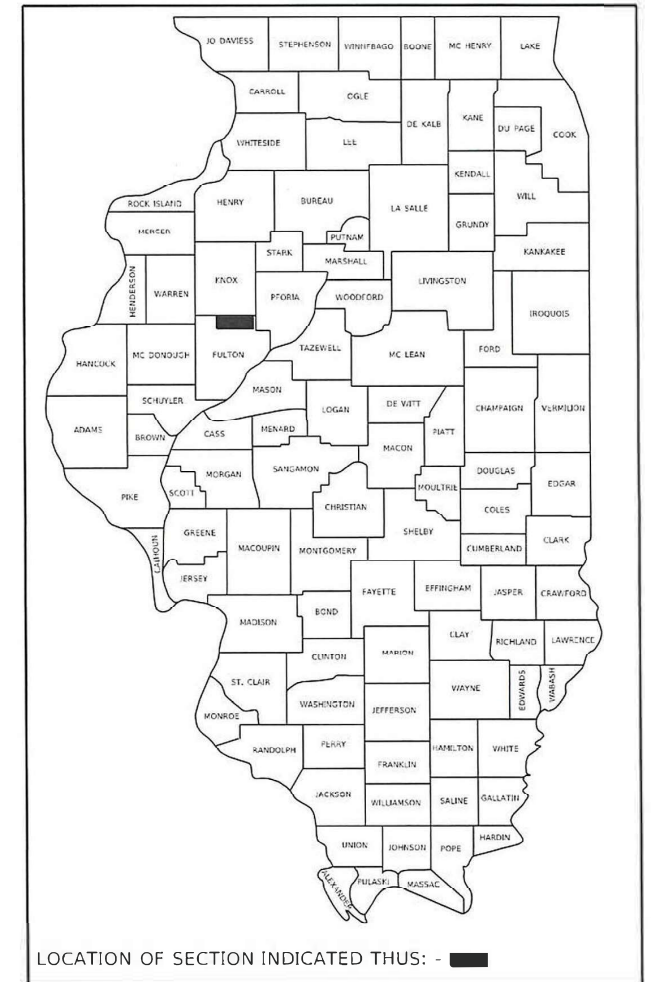 JO DAVIESS
STEPHENSON
WINNEBAGO
BOONE
MC HENRY
LAKE
CARROLL
OGLE
DE KALB
KANE
DU PAGE
COOK
WHITESIDE
LEE
KENDALL
ROCK ISLAND
HENRY
BUREAU
LA SALLE
WILL
GRUNDY
MERCER
PUTNAM
STARK
MARSHALL
KANKAKEE
HENDERSON
WARREN
KNOX
PEORIA
WOODFORD
LIVINGSTON
IROQUOIS
HANCOCK
MC DONOUGH
FULTON
TAZEWELL
MC LEAN
FORD
MASON
SCHUYLER
LOGAN
DE WITT
CHAMPAIGN
VERMILION
ADAMS
BROWN
CASS
MENARD
MACON
PIATT
MORGAN
SANGAMON
DOUGLAS
EDGAR
PIKE
SCOTT
CHRISTIAN
MOULTRIE
COLES
GREENE
MACOUPIN
MONTGOMERY
SHELBY
CUMBERLAND
CLARK
CALHOUN
JERSEY
FAYETTE
EFFINGHAM
JASPER
CRAWFORD
MADISON
BOND
CLAY
RICHLAND
LAWRENCE
CLINTON
MARION
ST. CLAIR
WAYNE
EDWARDS
WABASH
WASHINGTON
JEFFERSON
MONROE
RANDOLPH
PERRY
FRANKLIN
HAMILTON
WHITE
JACKSON
WILLIAMSON
SALINE
GALLATIN
UNION
JOHNSON
POPE
HARDIN
ALEXANDER
PULASKI
MASSAC
LOCATION OF SECTION INDICATED THUS: -